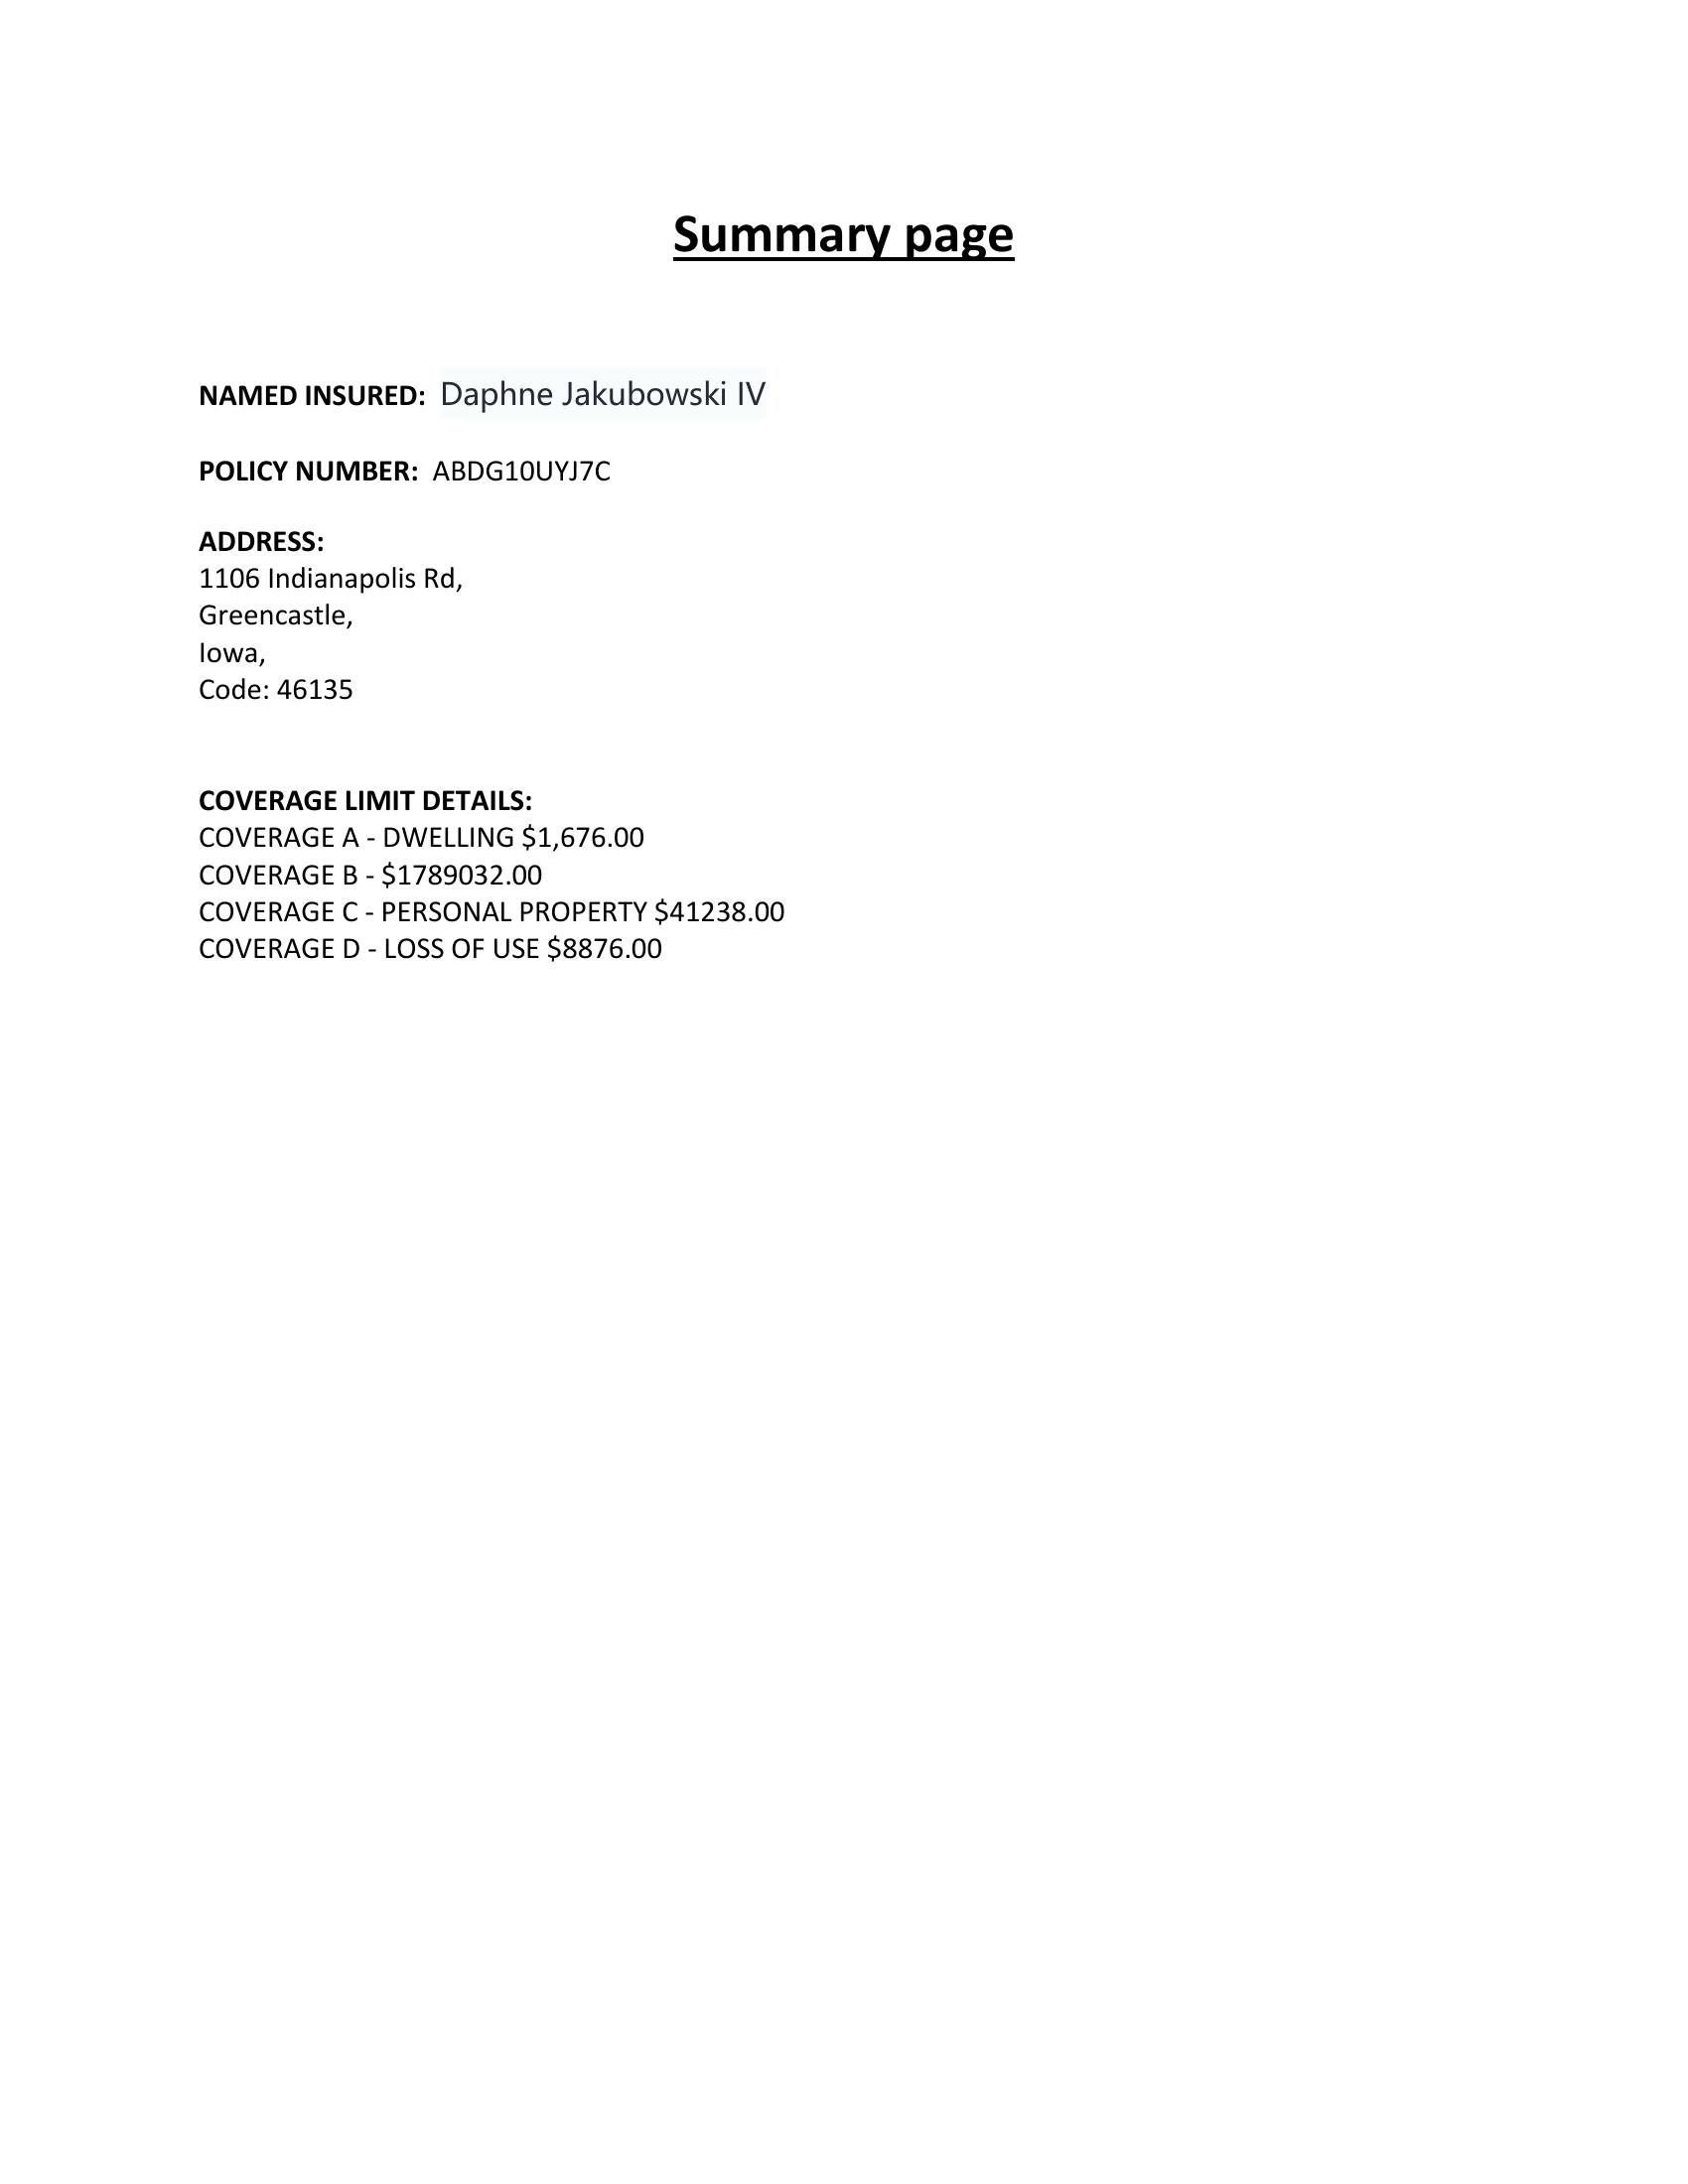 Summary page
NAMED INSURED: Daphne Jakubowski IV
POLICY NUMBER: ABDG10UYJ7C
ADDRESS:
1106 Indianapolis Rd,
Greencastle,
Iowa,
Code: 46135
COVERAGE LIMIT DETAILS:
COVERAGE A - DWELLING $1,676.00
COVERAGE B - $1789032.00
COVERAGE C - PERSONAL PROPERTY $41238.00
COVERAGE D - LOSS OF USE $8876.00